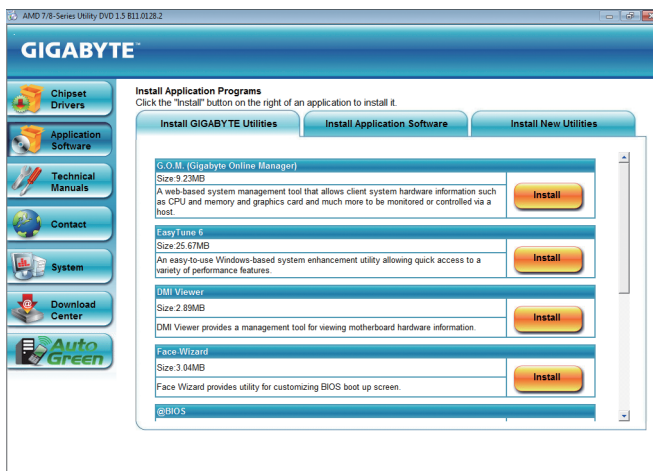 AMD 7/8-Series Utility DVD 1.5 B11.0128.2
GIGABYTE™
Chipset
Drivers
Application
Software
Technical
Manuals
Contact
System
Download
Center
Auto
Green
Install Application Programs
Click the "Install" button on the right of an application to install it.
Install GIGABYTE Utilities
Install Application Software
Install New Utilities
G.O.M. (Gigabyte Online Manager)
Size:9.23MB
A web-based system management tool that allows client system hardware information such
as CPU and memory and graphics card and much more to be monitored or controlled via a
host.
Install
EasyTune 6
Size:25.67MB
An easy-to-use Windows-based system enhancement utility allowing quick access to a
variety of performance features.
Install
DMI Viewer
Size:2.89MB
DMI Viewer provides a management tool for viewing motherboard hardware information.
Install
Face-Wizard
Size:3.04MB
Face Wizard provides utility for customizing BIOS boot up screen.
Install
@BIOS